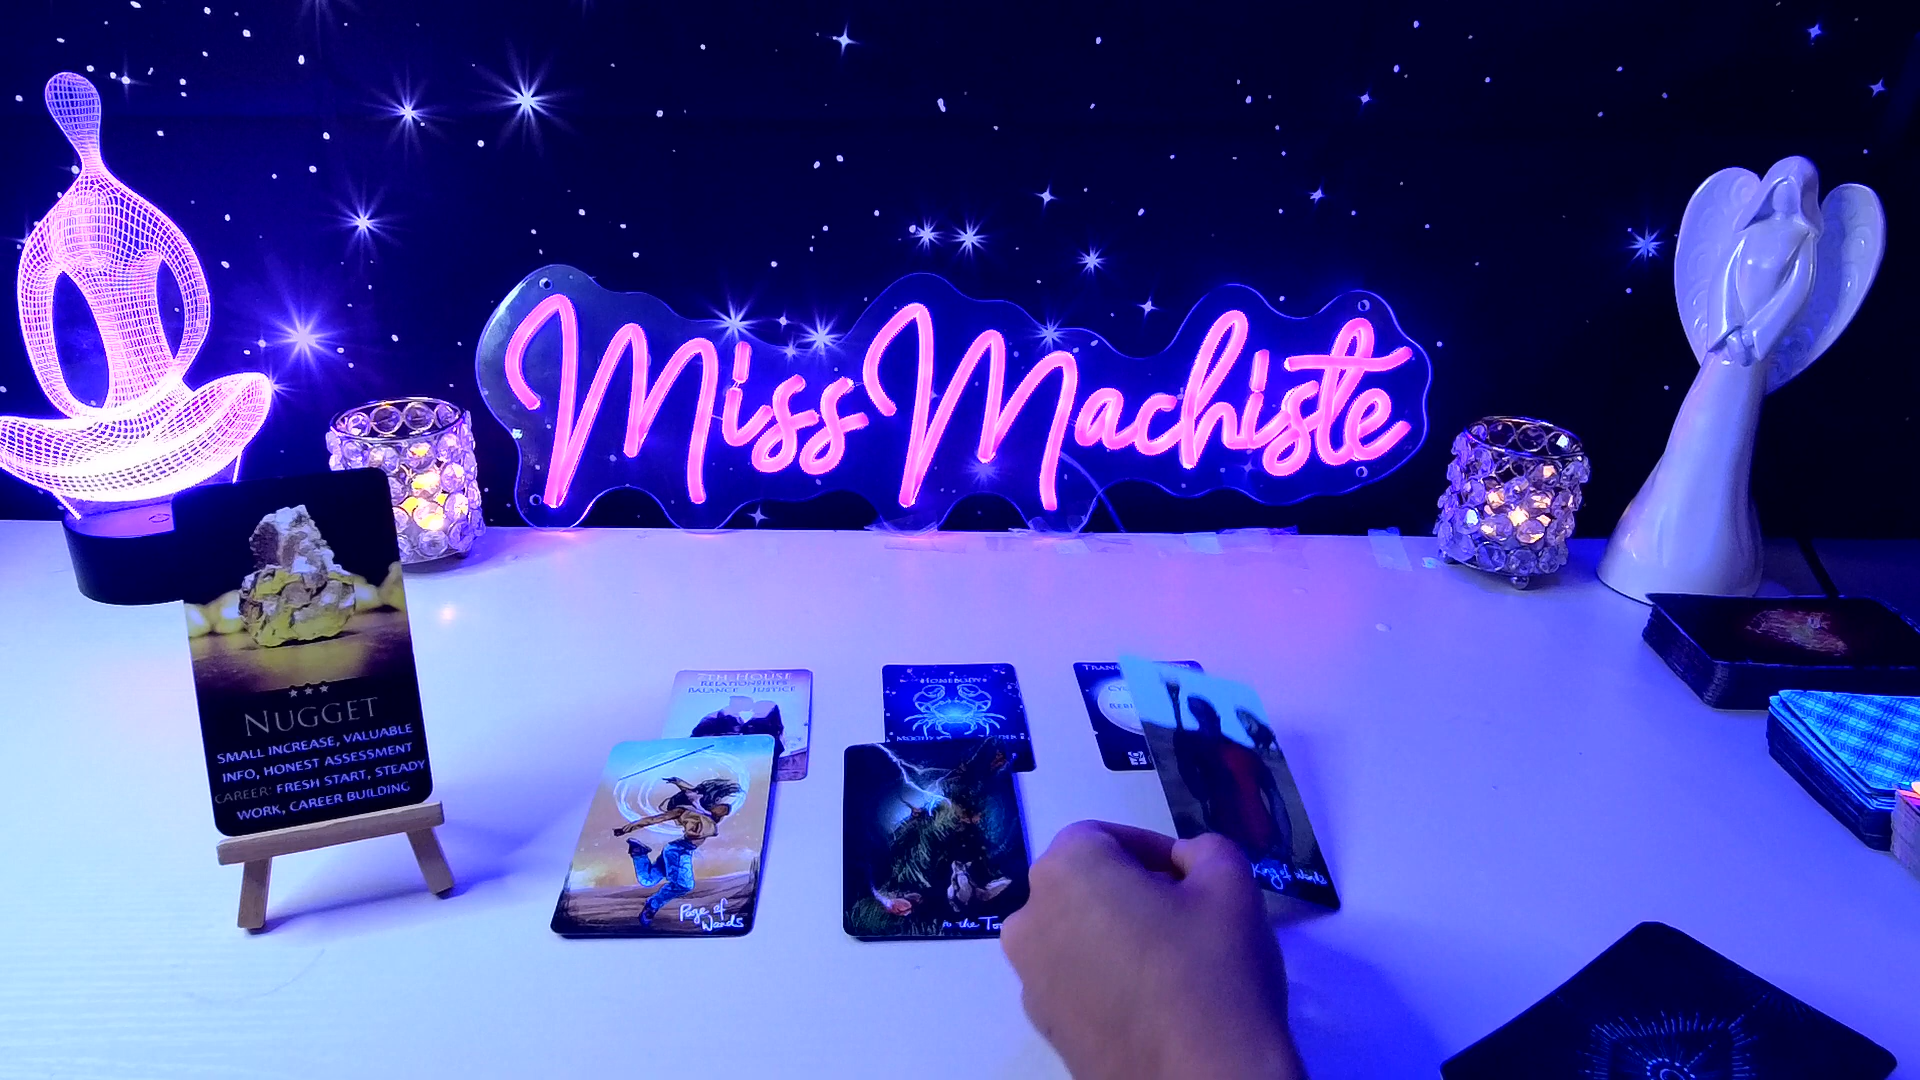 Miss Machiste
NUGGET
SMALL INCREASE, VALUABLE
INFO, HONEST ASSESSMENT
CAREER: FRESH START, STEADY
WORK, CAREER BUILDING
7TH HOUSE
RELATIONSHIPS
BALANCE JUSTICE
HOMEBODY
Page of
Wands
the
King of Wands